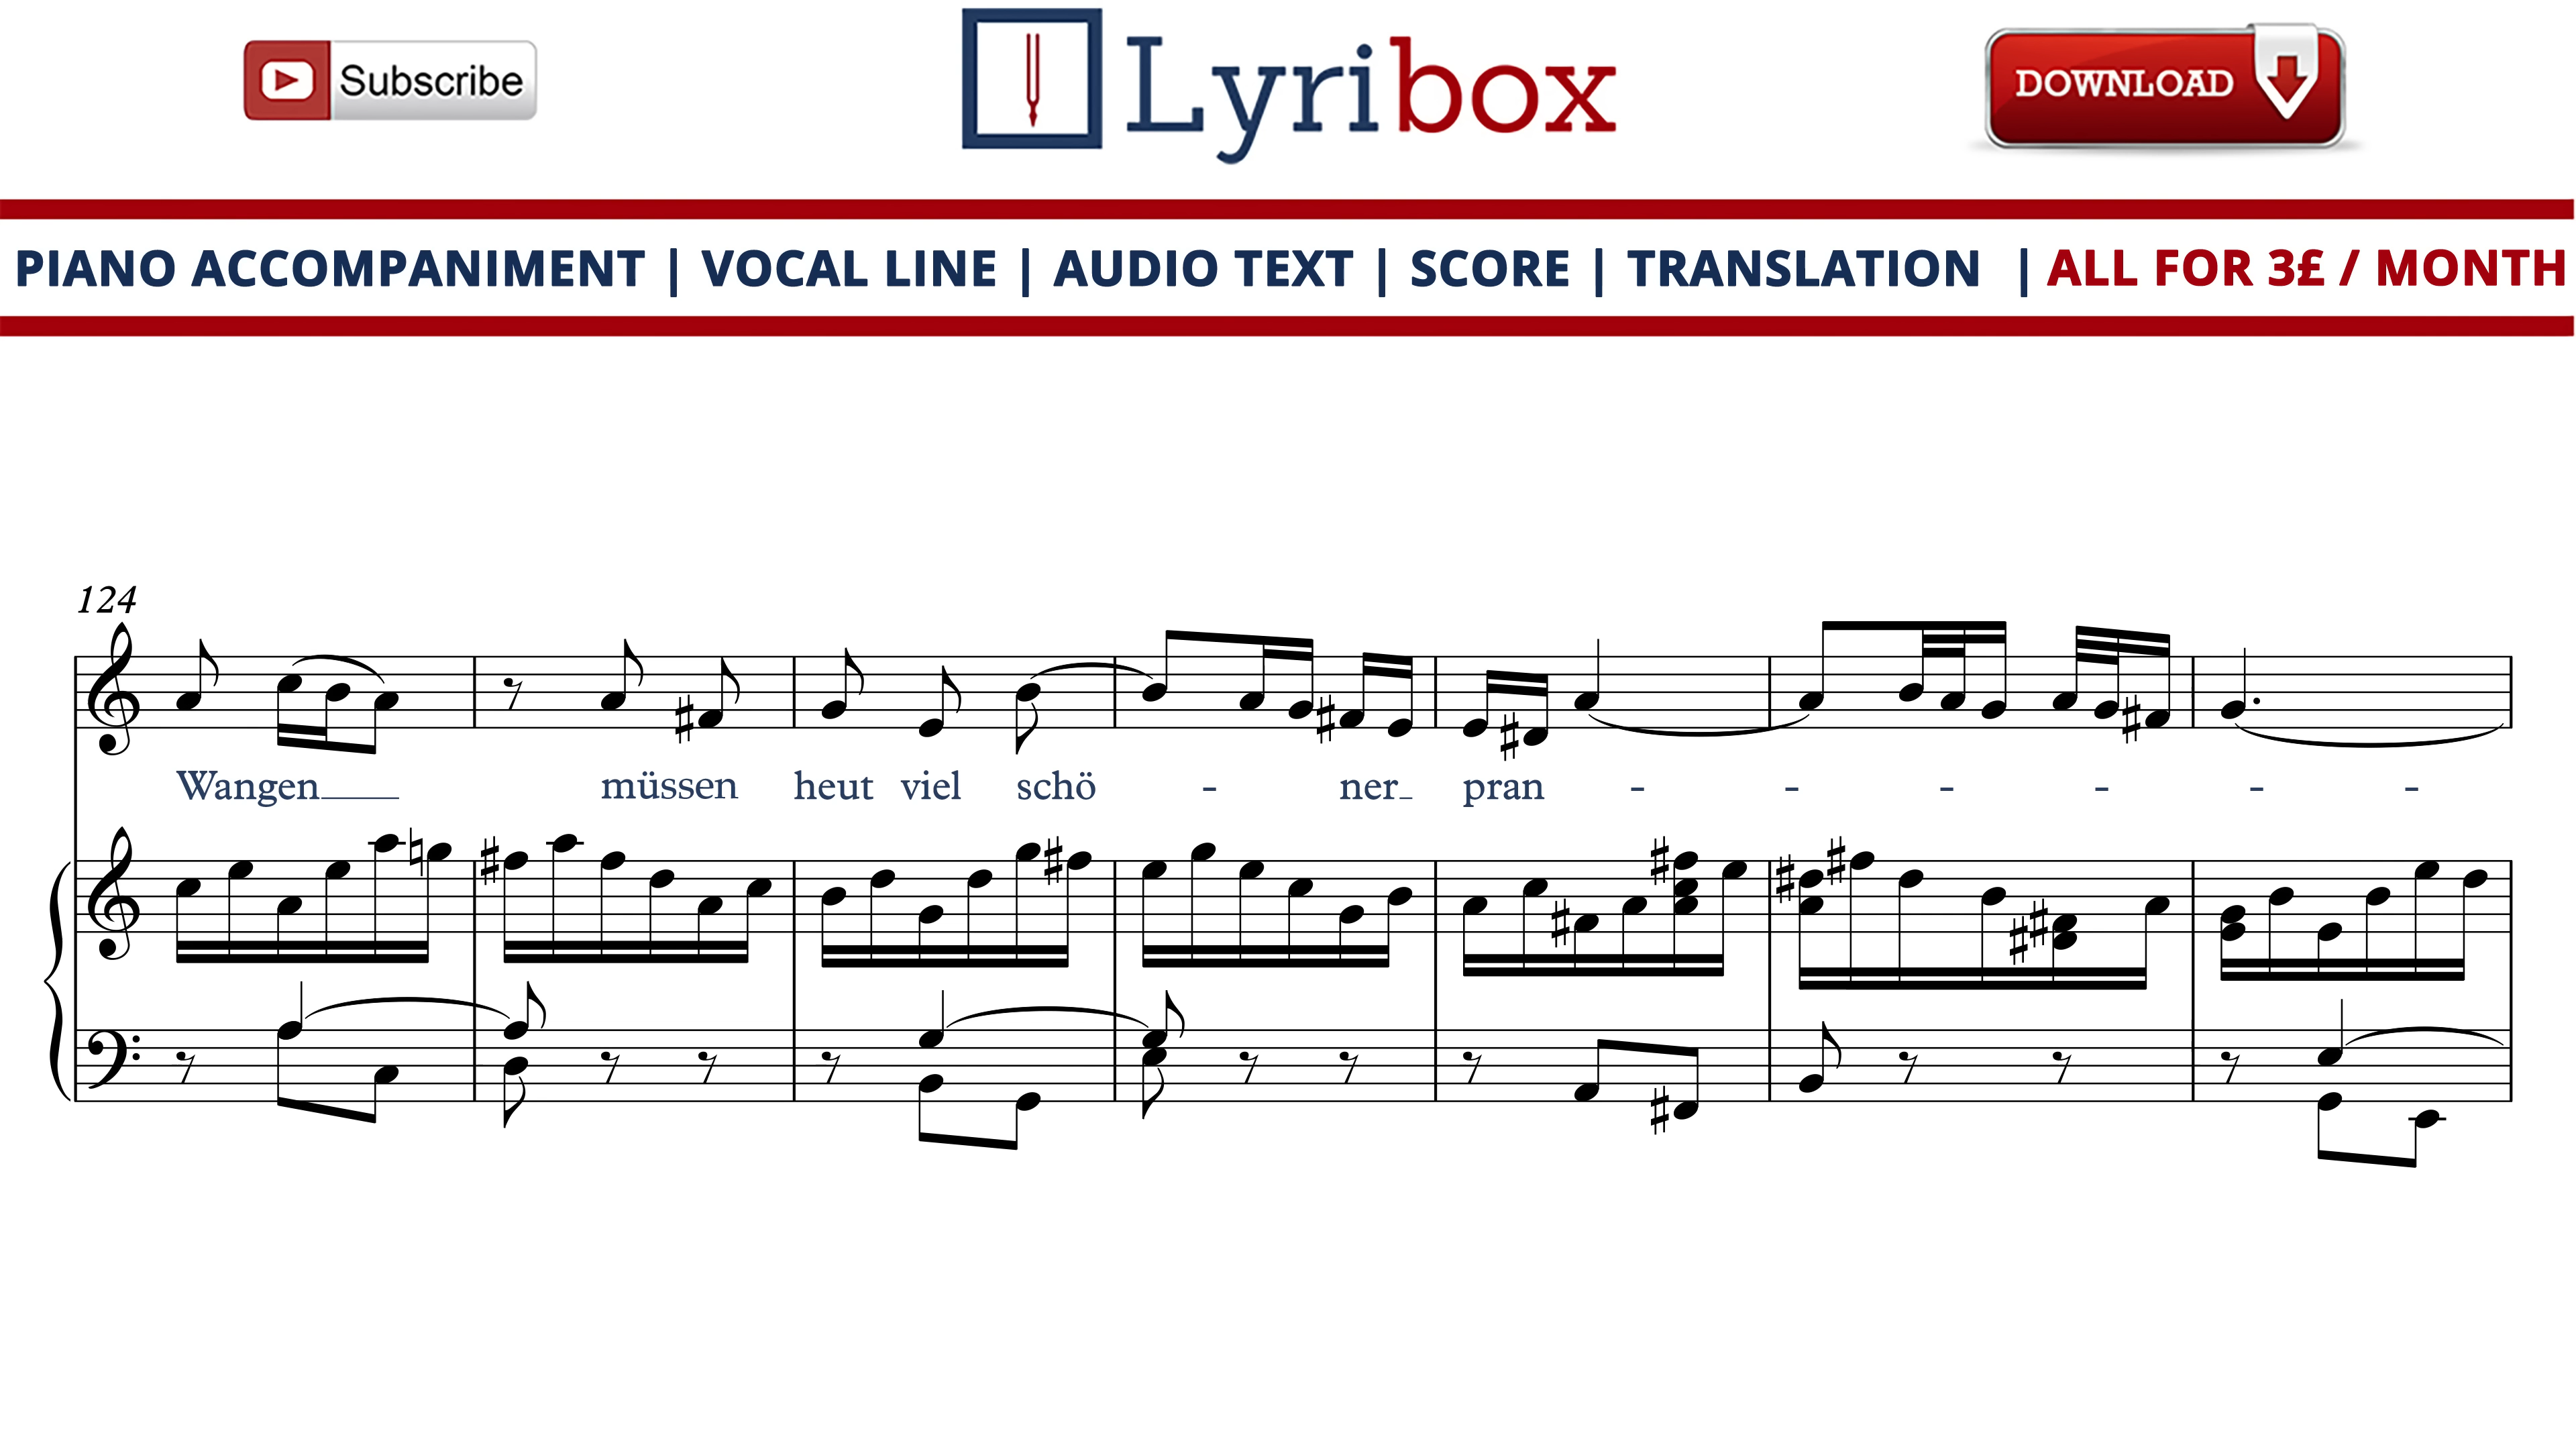 Subscribe
Lyribox
DOWNLOAD
PIANO ACCOMPANIMENT | VOCAL LINE | AUDIO TEXT | SCORE | TRANSLATION | ALL FOR 3£ / MONTH
124
Wangen müssen heut viel schö - ner pran - - - - - -